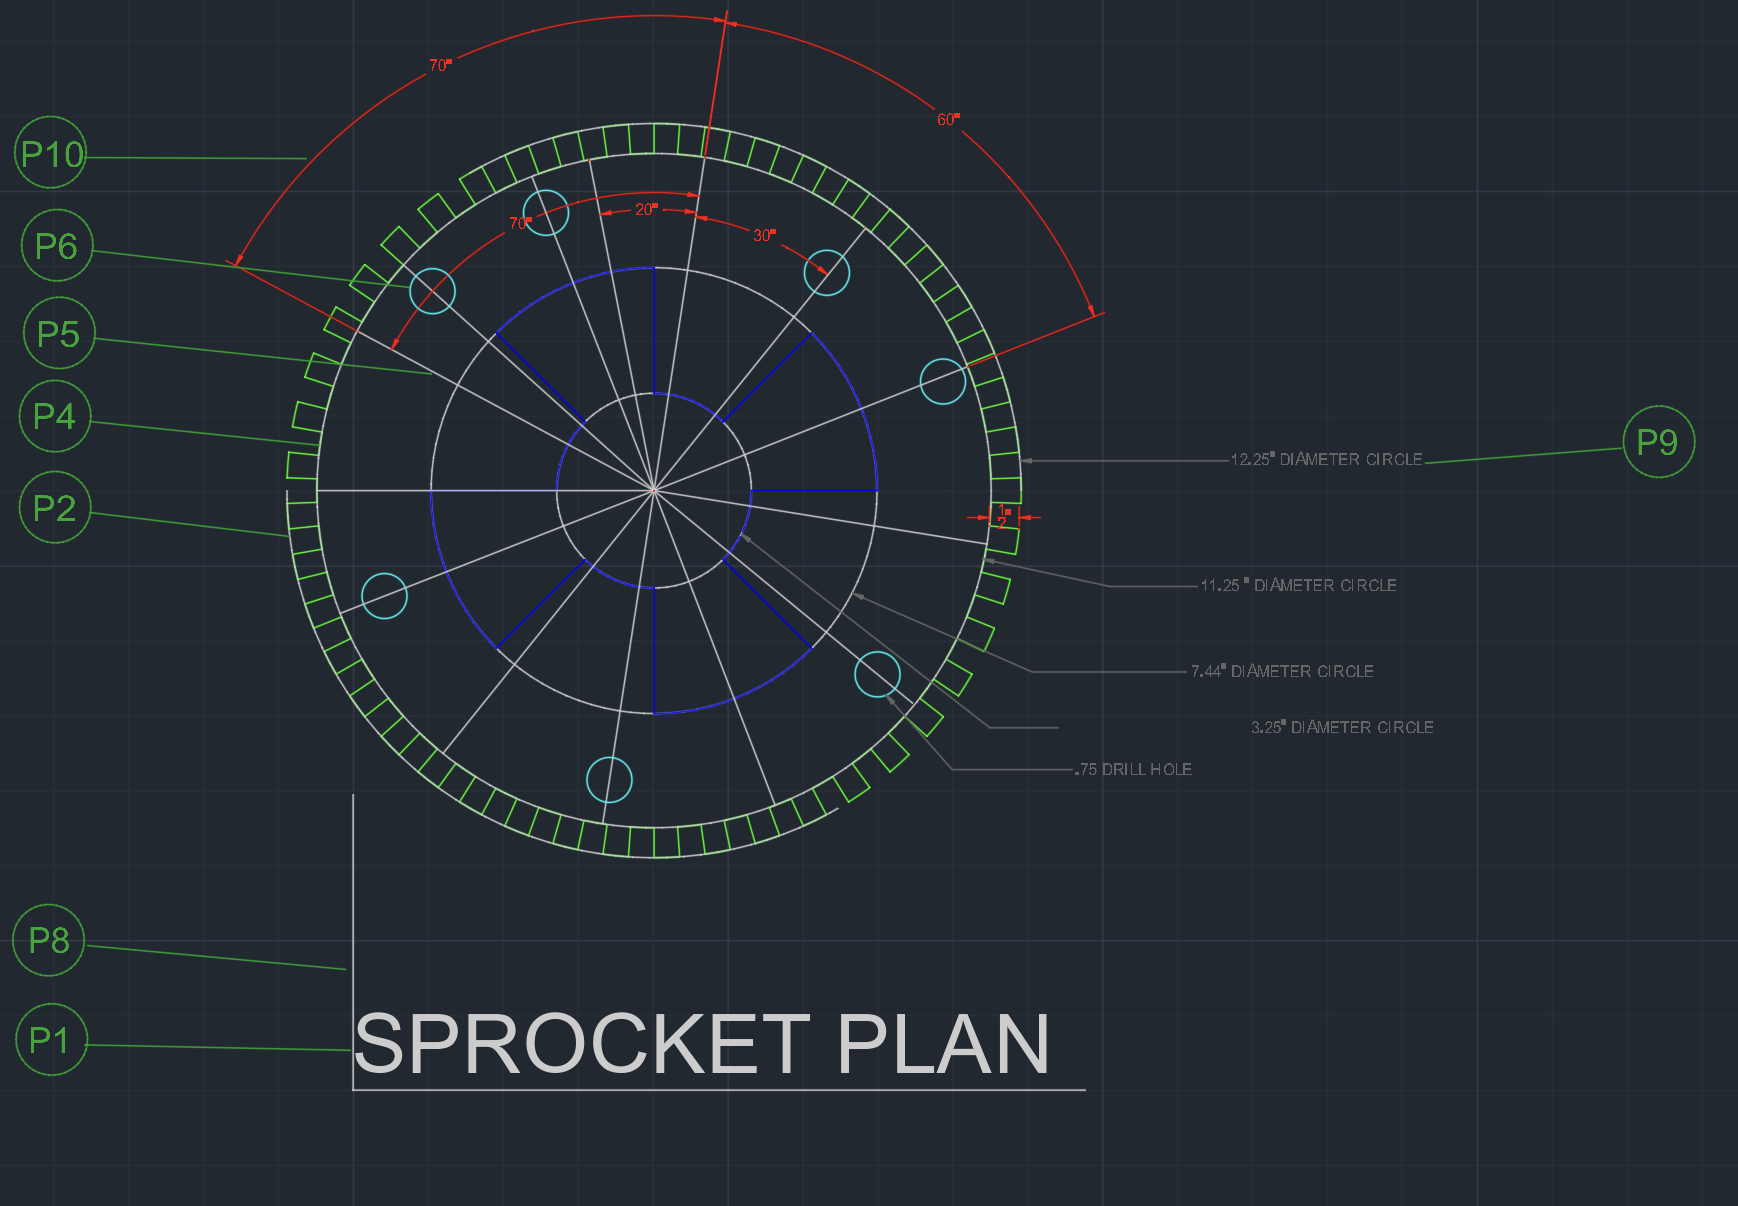 70"
60"
P10
70"
20"
30"
P6
P5
P4
P9
12.25" DIAMETER CIRCLE
P2
1"
2
11.25 " DIAMETER CIRCLE
7.44" DIAMETER CIRCLE
3.25" DIAMETER CIRCLE
.75 DRILL HOLE
P8
P1
SPROCKET PLAN